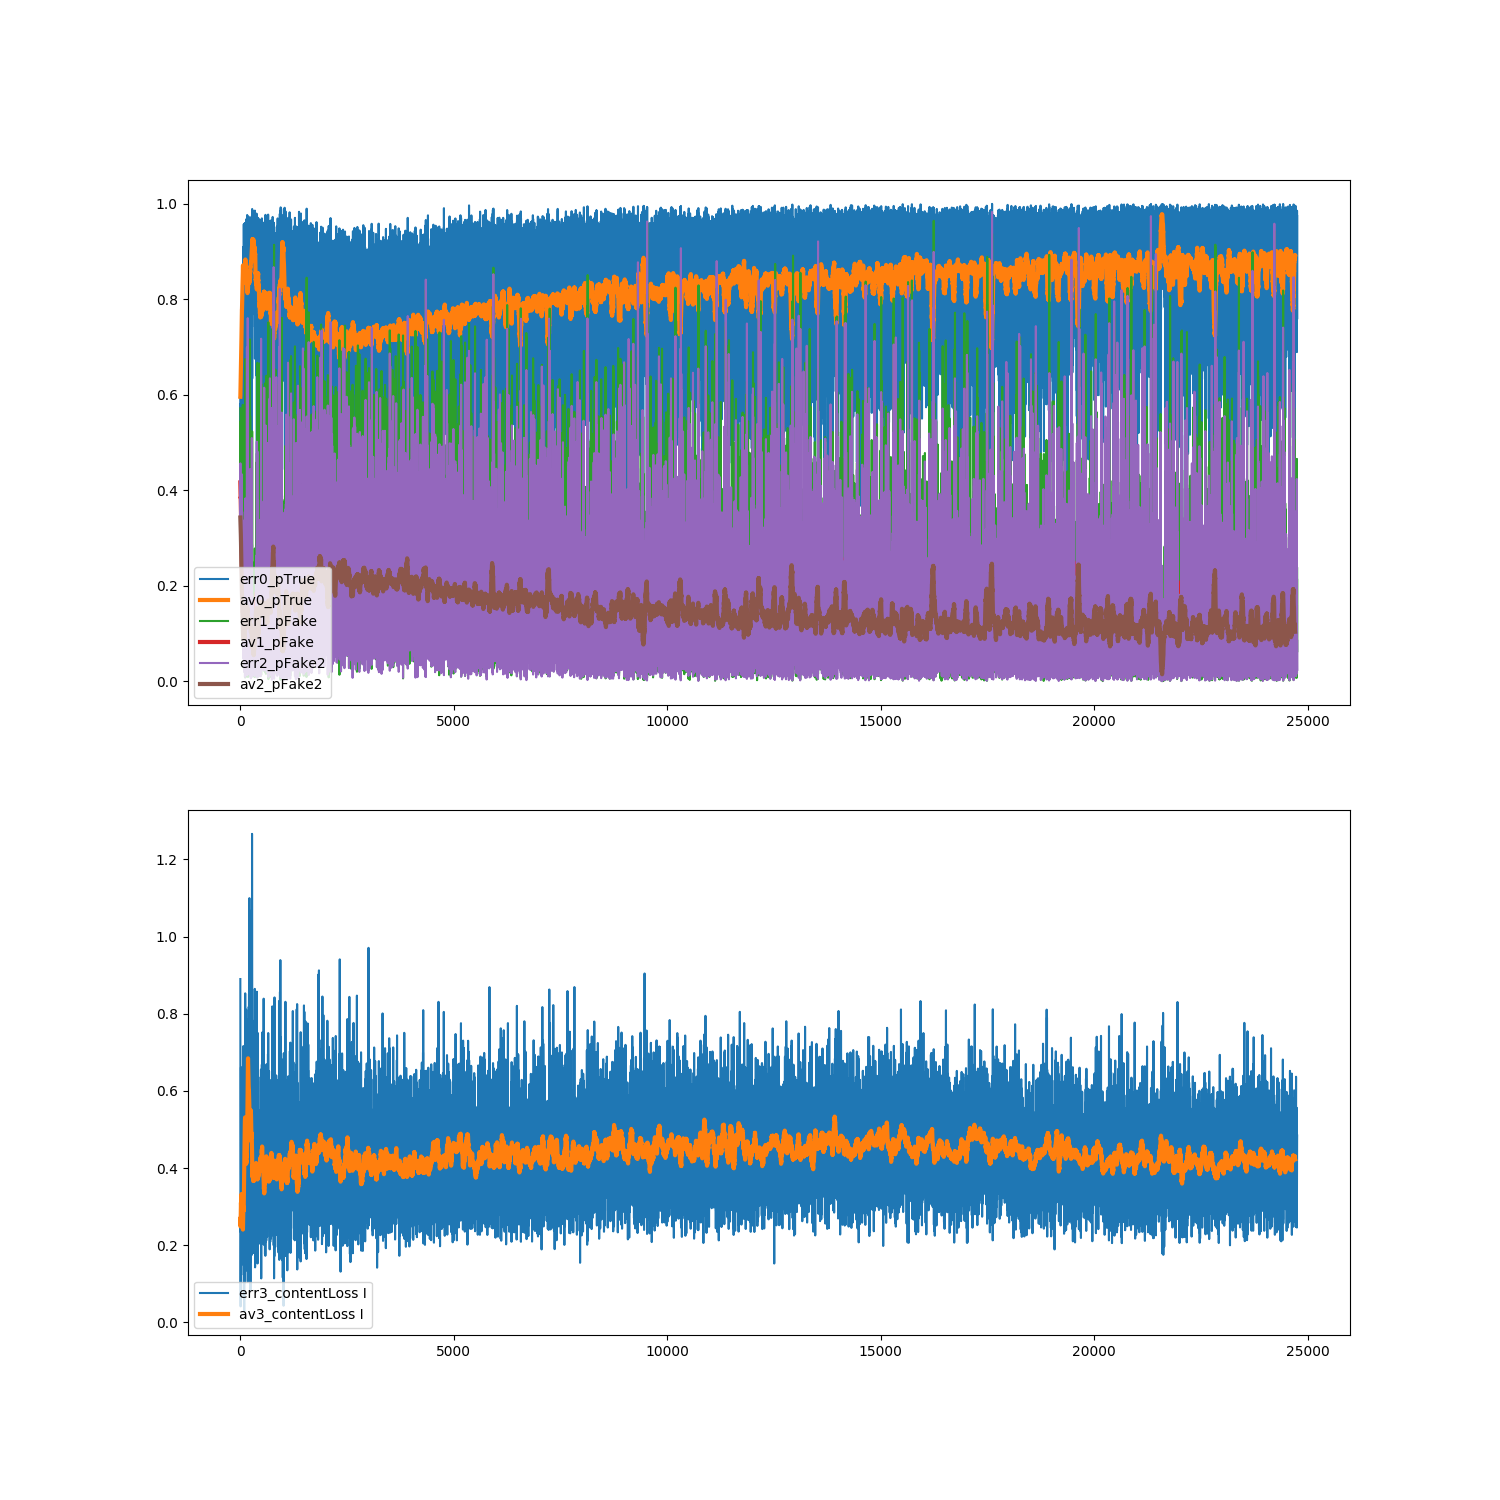 1.0
0.8
0.6
0.4
0.2
0.0
err0_pTrue
av0_pTrue
err1_pFake
av1_pFake
err2_pFake2
av2_pFake2
0 5000 10000 15000 20000 25000
1.2
1.0
0.8
0.6
0.4
0.2
0.0
err3_contentLoss I
av3_contentLoss I
0 5000 10000 15000 20000 25000